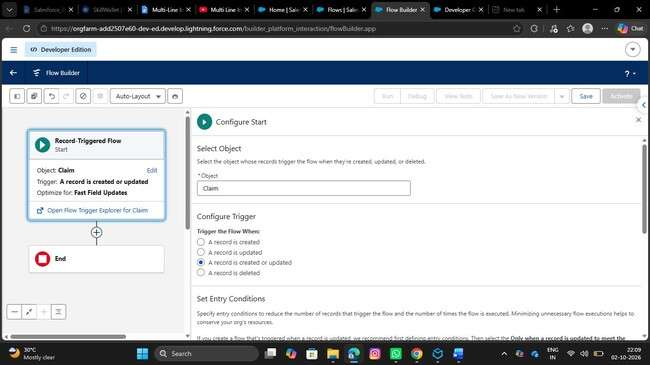 Salesforce_
SkillWallet |
Multi-Line I
Multi Line In
Home | Sale
Flows | Sale
Flow Builder
Developer
New tab
https://orgfarm-add2507e60-dev-ed.develop.lightning.force.com/builder_platform_interaction/flowBuilder.app
Chat
</> Developer Edition
Flow Builder
?
Auto-Layout
Run
Debug
View Tests
Save As New Version
Save
Activate
Record-Triggered Flow
Start
Object: Claim
Edit
Trigger: A record is created or updated
Optimize for: Fast Field Updates
Open Flow Trigger Explorer for Claim
End
Configure Start
Select Object
Select the object whose records trigger the flow when they're created, updated, or deleted.
*Object
Claim
Configure Trigger
Trigger the Flow When:
A record is created
A record is updated
A record is created or updated
A record is deleted
Set Entry Conditions
Specify entry conditions to reduce the number of records that trigger the flow and the number of times the flow is executed. Minimizing unnecessary flow executions helps to
conserve your org's resources.
If you create a flow that's triggered when a record is updated, we recommend first defining entry conditions. Then select the Only when a record is updated to meet the
30°C
Mostly clear
Search
ENG
IN
22:09
02-10-2026